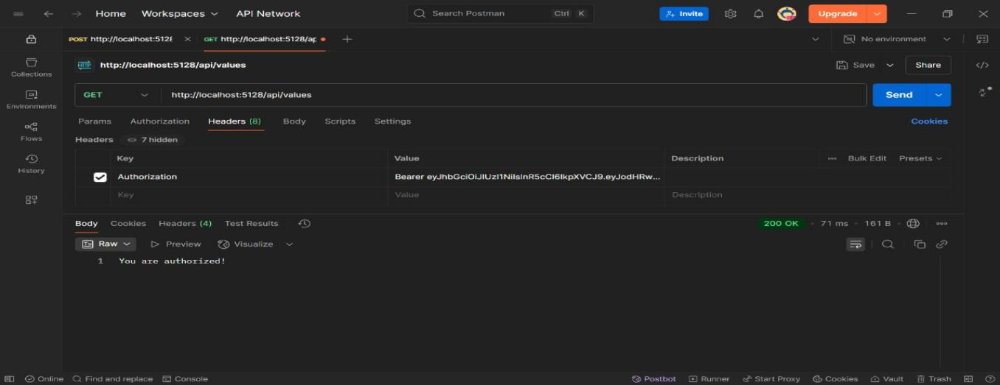 Home Workspaces API Network Search Postman Ctrl K Invite Upgrade
POST http://localhost:512 GET http://localhost:5128/ap No environment
HTTP http://localhost:5128/api/values Save Share
Collections
GET http://localhost:5128/api/values Send
Environments
Params Authorization Headers (8) Body Scripts Settings Cookies
Flows
Headers 7 hidden
Key Value Description Bulk Edit Presets
History
Authorization Bearer eyJhbGciOiJIUzI1NiIsInR5cCI6IkpXVCJ9.eyJodHRw...
Key Value Description
Body Cookies Headers (4) Test Results 200 OK 71 ms 161 B
Raw Preview Visualize
1 You are authorized!
Online Find and replace Console Postbot Runner Start Proxy Cookies Vault Trash